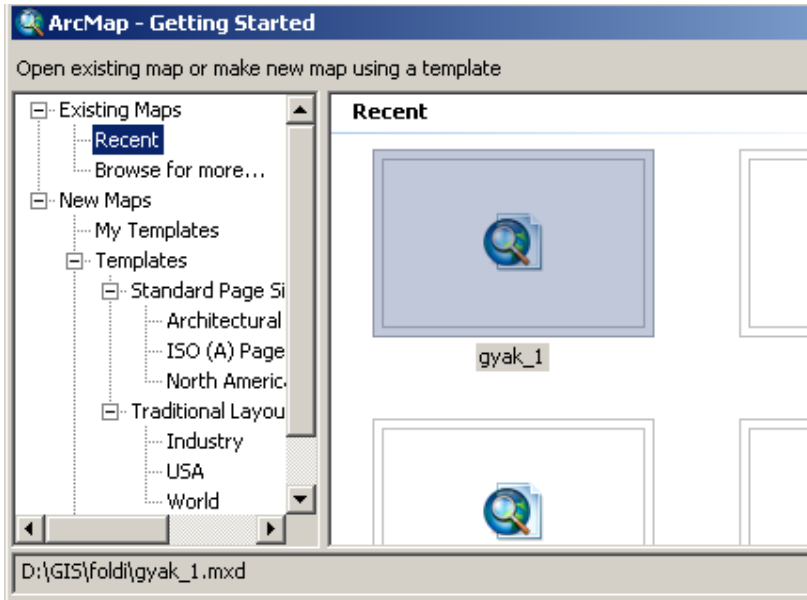 ArcMap - Getting Started
Open existing map or make new map using a template
Existing Maps
Recent
Browse for more...
New Maps
My Templates
Templates
Standard Page Si
Architectural
ISO (A) Page
North Americ
Traditional Layou
Industry
USA
World
Recent
gyak_1
D:\GIS\foldi\gyak_1.mxd